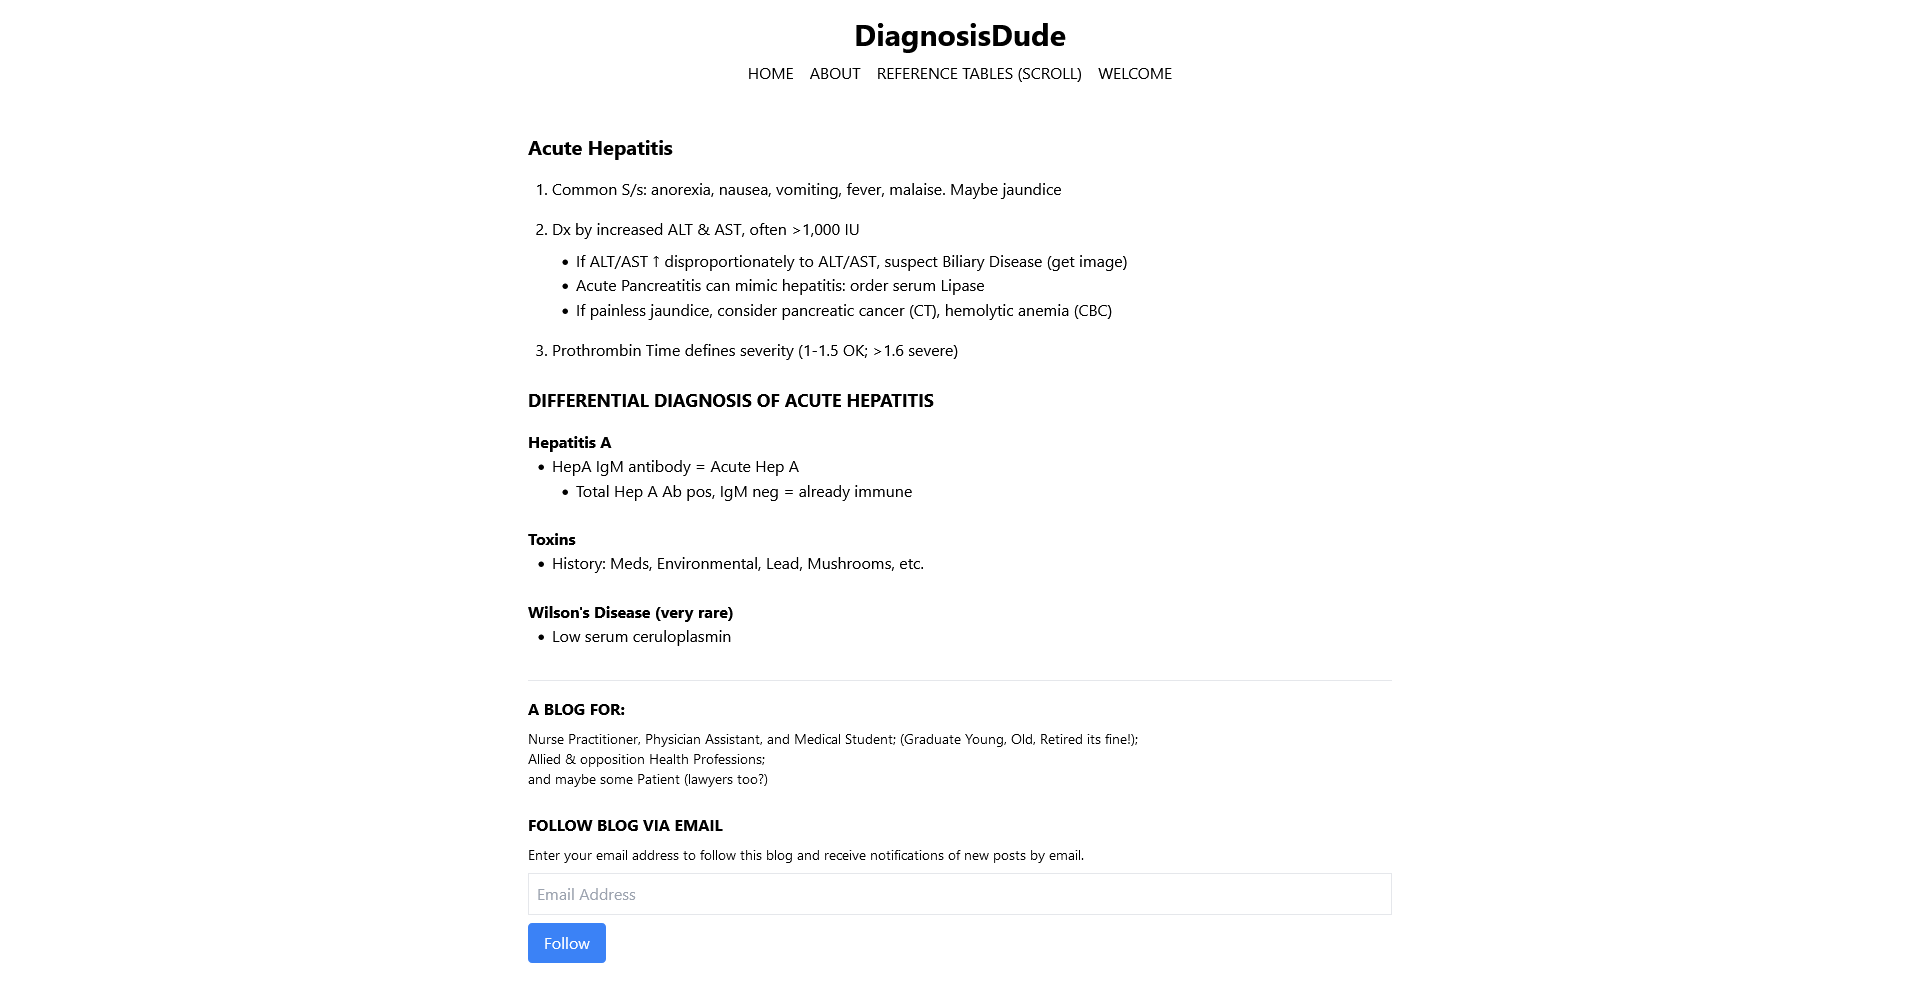 DiagnosisDude
HOME ABOUT REFERENCE TABLES (SCROLL) WELCOME
Acute Hepatitis
1. Common S/s: anorexia, nausea, vomiting, fever, malaise. Maybe jaundice
2. Dx by increased ALT & AST, often >1,000 IU
• If ALT/AST ↑ disproportionately to ALT/AST, suspect Biliary Disease (get image)
• Acute Pancreatitis can mimic hepatitis: order serum Lipase
• If painless jaundice, consider pancreatic cancer (CT), hemolytic anemia (CBC)
3. Prothrombin Time defines severity (1-1.5 OK; >1.6 severe)
DIFFERENTIAL DIAGNOSIS OF ACUTE HEPATITIS
Hepatitis A
• HepA IgM antibody = Acute Hep A
• Total Hep A Ab pos, IgM neg = already immune
Toxins
• History: Meds, Environmental, Lead, Mushrooms, etc.
Wilson's Disease (very rare)
• Low serum ceruloplasmin
A BLOG FOR:
Nurse Practitioner, Physician Assistant, and Medical Student; (Graduate Young, Old, Retired its fine!);
Allied & opposition Health Professions;
and maybe some Patient (lawyers too?)
FOLLOW BLOG VIA EMAIL
Enter your email address to follow this blog and receive notifications of new posts by email.
Email Address
Follow